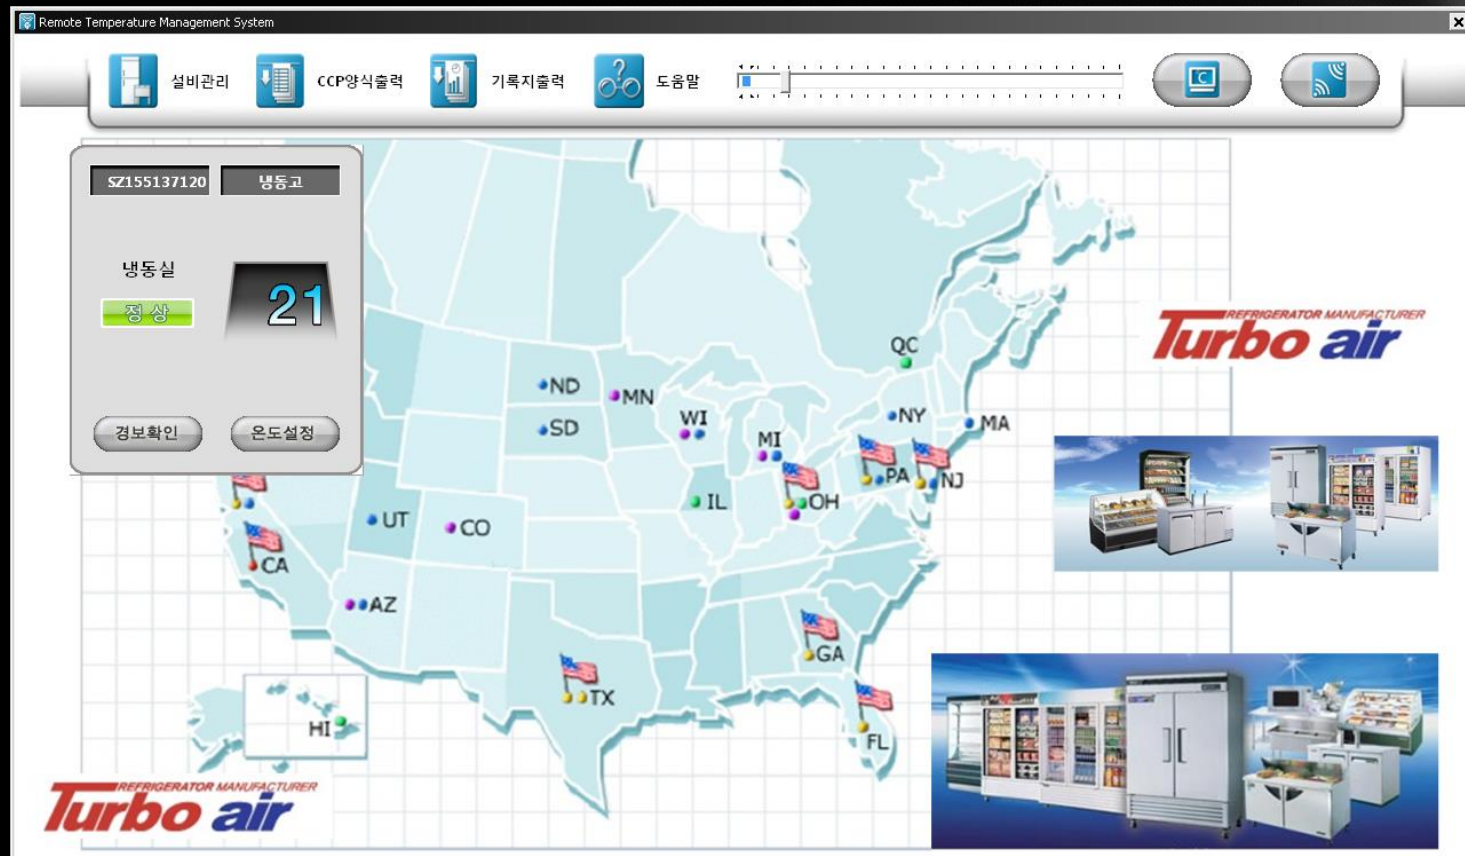 Remote Temperature Management System
설비관리 CCP양식출력 기록지출력 도움말
C
SZ155137120 냉동고
냉동실
정 상
21
경보확인 온도설정
QC
ND
MN
WI
NY
MA
SD
MI
PA
NJ
IL
OH
UT
CO
CA
AZ
GA
TX
HI
FL
REFRIGERATOR MANUFACTURER
Turbo air
REFRIGERATOR MANUFACTURER
Turbo air